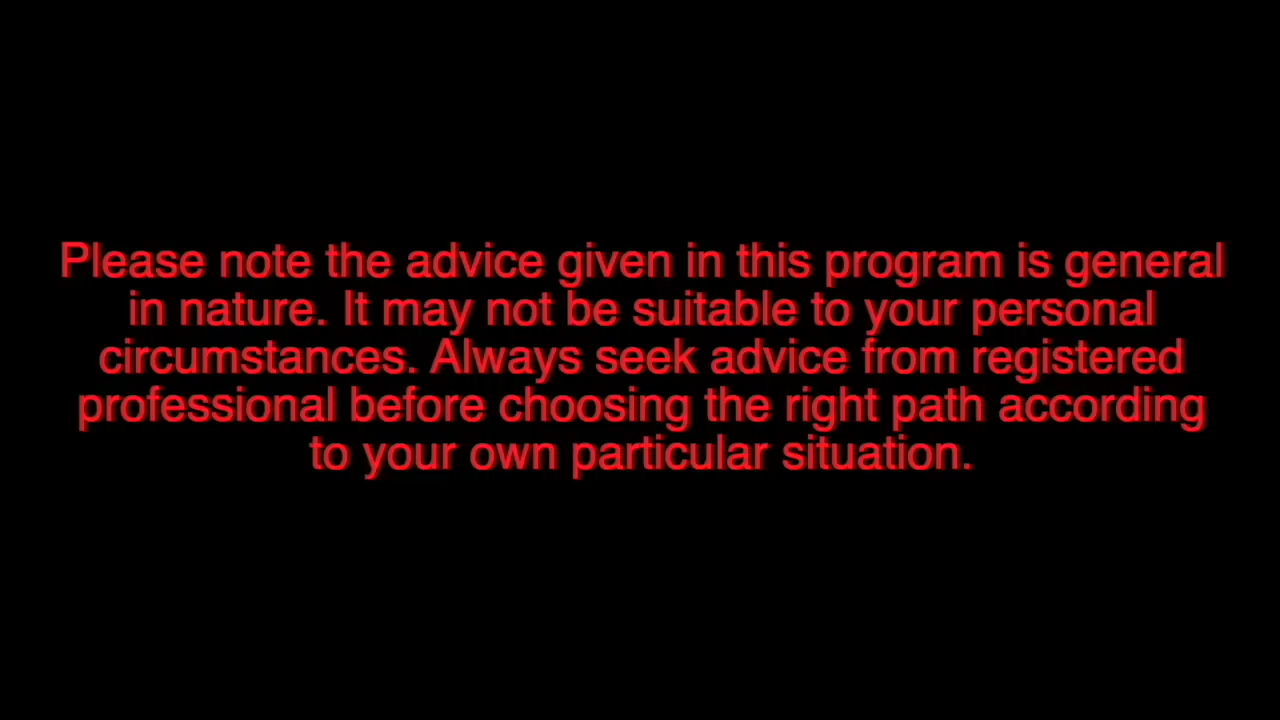 Please note the advice given in this program is general
in nature. It may not be suitable to your personal
circumstances. Always seek advice from registered
professional before choosing the right path according
to your own particular situation.